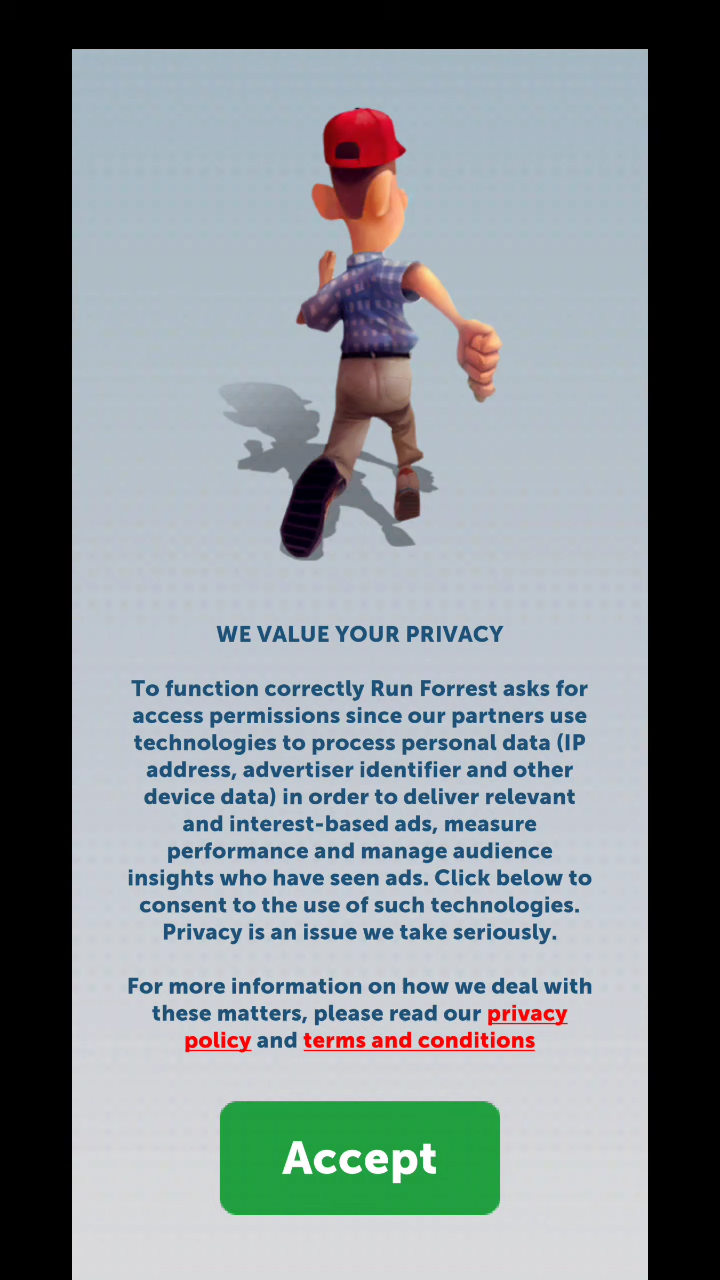 WE VALUE YOUR PRIVACY
To function correctly Run Forrest asks for
access permissions since our partners use
technologies to process personal data (IP
address, advertiser identifier and other
device data) in order to deliver relevant
and interest-based ads, measure
performance and manage audience
insights who have seen ads. Click below to
consent to the use of such technologies.
Privacy is an issue we take seriously.
For more information on how we deal with
these matters, please read our privacy
policy and terms and conditions
Accept